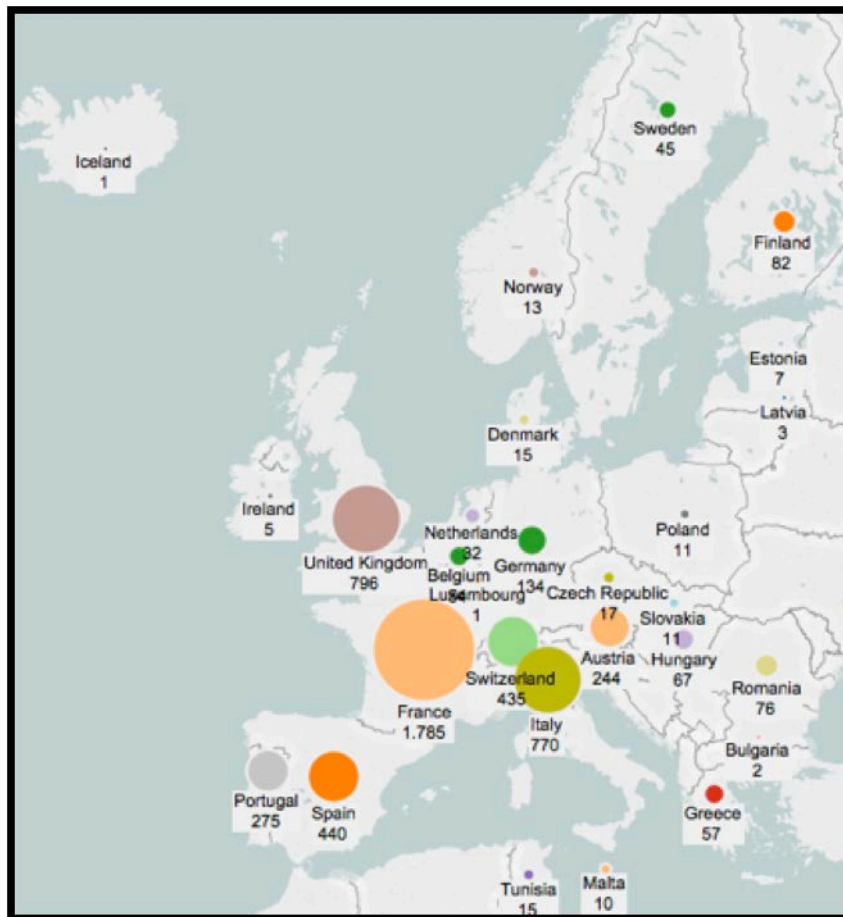 Sweden
45
Iceland
1
Finland
82
Norway
13
Estonia
7
Latvia
3
Denmark
15
Ireland
5
Netherlands
32
Poland
11
United Kingdom
796
Germany
134
Belgium
Luxembourg
1
Czech Republic
17
Slovakia
11
Austria
244
Hungary
67
Switzerland
435
Romania
76
France
1.785
Italy
770
Bulgaria
2
Portugal
275
Spain
440
Greece
57
Tunisia
15
Malta
10